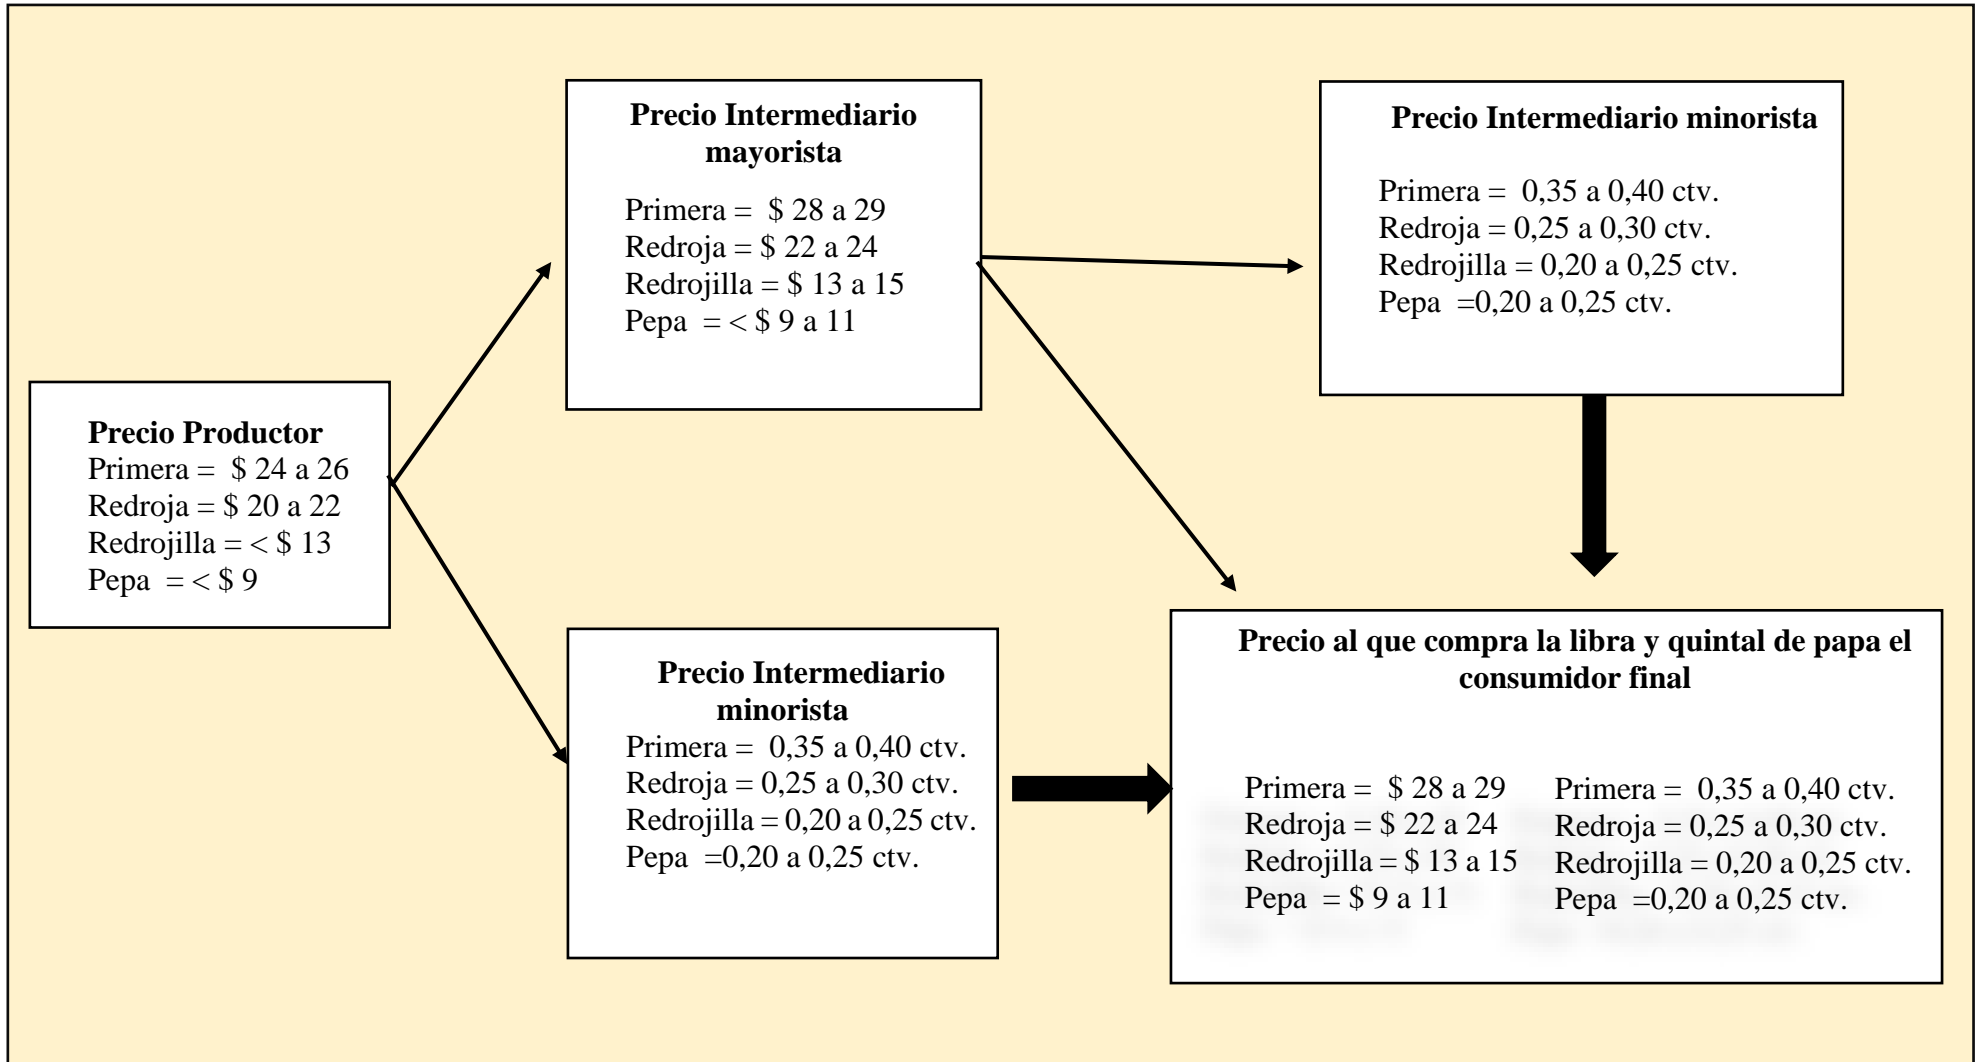 Precio Productor
Primera =  $ 24 a 26
Redroja = $ 20 a 22
Redrojilla = < $ 13
Pepa  = < $ 9
Precio Intermediario
mayorista
Primera =  $ 28 a 29
Redroja = $ 22 a 24
Redrojilla = $ 13 a 15
Pepa  = < $ 9 a 11
Precio Intermediario minorista
Primera =  0,35 a 0,40 ctv.
Redroja = 0,25 a 0,30 ctv.
Redrojilla = 0,20 a 0,25 ctv.
Pepa  =0,20 a 0,25 ctv.
Precio Intermediario
minorista
Primera =  0,35 a 0,40 ctv.
Redroja = 0,25 a 0,30 ctv.
Redrojilla = 0,20 a 0,25 ctv.
Pepa  =0,20 a 0,25 ctv.
Precio al que compra la libra y quintal de papa el
consumidor final
Primera =  $ 28 a 29
Redroja = $ 22 a 24
Redrojilla = $ 13 a 15
Pepa  = $ 9 a 11
Primera =  0,35 a 0,40 ctv.
Redroja = 0,25 a 0,30 ctv.
Redrojilla = 0,20 a 0,25 ctv.
Pepa  =0,20 a 0,25 ctv.